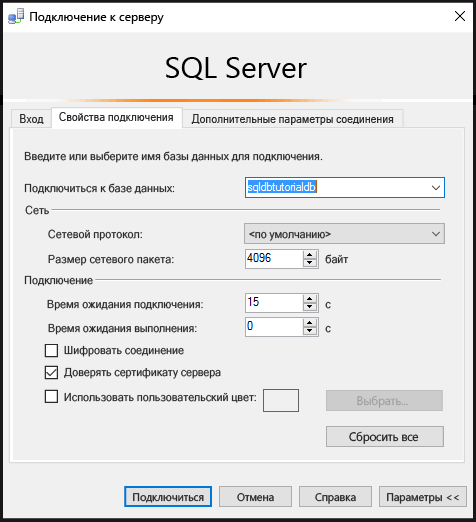 Подключение к серверу
SQL Server
Вход Свойства подключения Дополнительные параметры соединения
Введите или выберите имя базы данных для подключения.
Подключиться к базе данных: sqldbtutorialdb
Сеть
Сетевой протокол: <по умолчанию>
Размер сетевого пакета: 4096 байт
Подключение
Время ожидания подключения: 15 с
Время ожидания выполнения: 0 с
Шифровать соединение
Доверять сертификату сервера
Использовать пользовательский цвет: Выбрать...
Сбросить все
Подключиться Отмена Справка Параметры <<